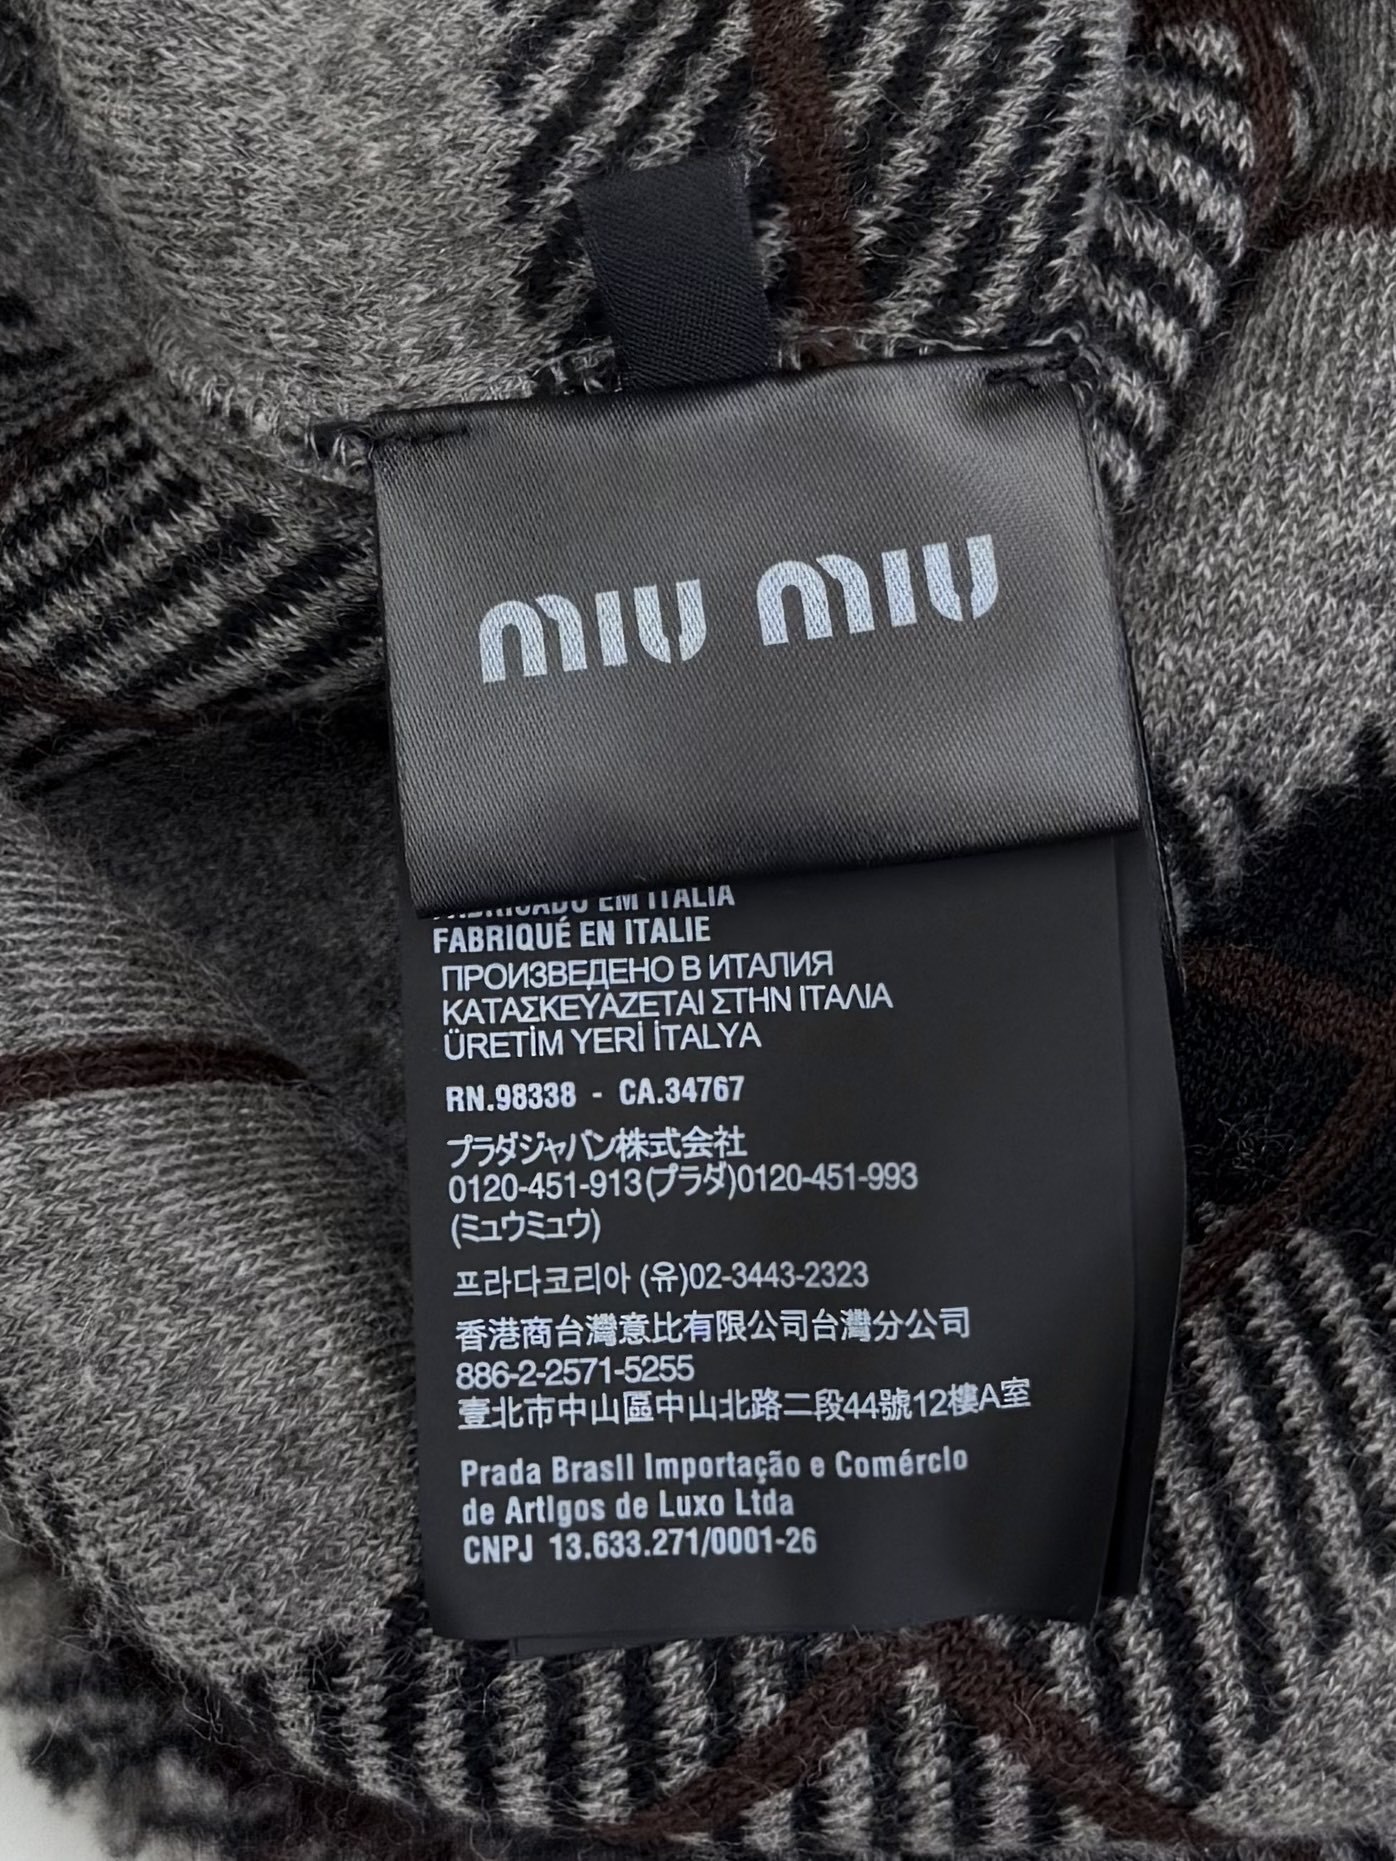 MIU MIU
FABRICADO EM ITALIA
FABRIQUÉ EN ITALIE
ПРОИЗВЕДЕНО В ИТАЛИЯ
ΚΑΤΑΣΚΕΥΑΖΕΤΑΙ ΣΤΗΝ ΙΤΑΛΙΑ
ÜRETİM YERİ İTALYA
RN.98338 - CA.34767
プラダジャパン株式会社
0120-451-913(プラダ)0120-451-993
(ミュウミュウ)
프라다코리아 (유)02-3443-2323
香港商台灣意比有限公司台灣分公司
886-2-2571-5255
臺北市中山區中山北路二段44號12樓A室
Prada Brasil Importação e Comércio
de Artigos de Luxo Ltda
CNPJ 13.633.271/0001-26